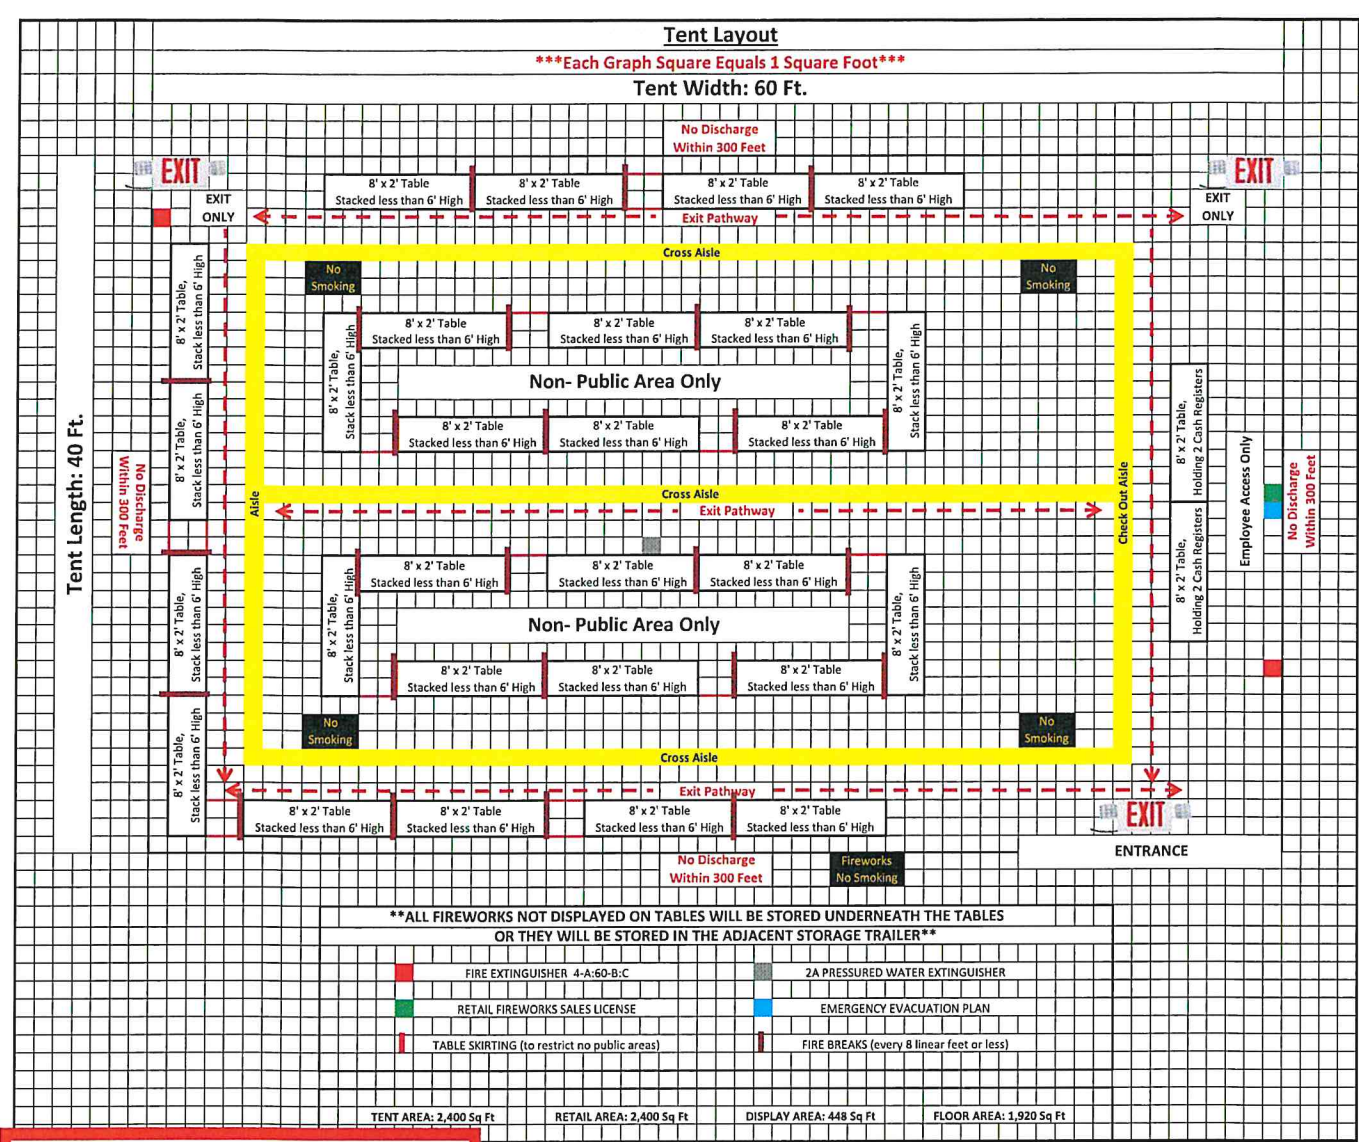 Tent Layout
***Each Graph Square Equals 1 Square Foot***
Tent Width: 60 Ft.
No Discharge
Within 300 Feet
EXIT
EXIT
EXIT
ONLY
EXIT
ONLY
8' x 2' Table
Stacked less than 6' High
8' x 2' Table
Stacked less than 6' High
8' x 2' Table
Stacked less than 6' High
8' x 2' Table
Stacked less than 6' High
Exit Pathway
Cross Aisle
No
Smoking
No
Smoking
Tent Length: 40 Ft.
No Discharge
Within 300 Feet
8' x 2' Table,
Stack less than 6' High
8' x 2' Table,
Stack less than 6' High
8' x 2' Table,
Stack less than 6' High
8' x 2' Table,
Stack less than 6' High
Aisle
8' x 2' Table,
Stack less than 6' High
8' x 2' Table
Stacked less than 6' High
8' x 2' Table
Stacked less than 6' High
8' x 2' Table
Stacked less than 6' High
8' x 2' Table,
Stack less than 6' High
Non- Public Area Only
8' x 2' Table
Stacked less than 6' High
8' x 2' Table
Stacked less than 6' High
8' x 2' Table
Stacked less than 6' High
Cross Aisle
Exit Pathway
Check Out Aisle
8' x 2' Table,
Holding 2 Cash Registers
8' x 2' Table,
Holding 2 Cash Registers
Employee Access Only
No Discharge
Within 300 Feet
8' x 2' Table,
Stack less than 6' High
8' x 2' Table
Stacked less than 6' High
8' x 2' Table
Stacked less than 6' High
8' x 2' Table
Stacked less than 6' High
8' x 2' Table,
Stack less than 6' High
Non- Public Area Only
8' x 2' Table
Stacked less than 6' High
8' x 2' Table
Stacked less than 6' High
8' x 2' Table
Stacked less than 6' High
No
Smoking
No
Smoking
Cross Aisle
Exit Pathway
8' x 2' Table
Stacked less than 6' High
8' x 2' Table
Stacked less than 6' High
8' x 2' Table
Stacked less than 6' High
8' x 2' Table
Stacked less than 6' High
EXIT
ENTRANCE
No Discharge
Within 300 Feet
Fireworks
No Smoking
**ALL FIREWORKS NOT DISPLAYED ON TABLES WILL BE STORED UNDERNEATH THE TABLES
OR THEY WILL BE STORED IN THE ADJACENT STORAGE TRAILER**
FIRE EXTINGUISHER 4-A:60-B:C
2A PRESSURED WATER EXTINGUISHER
RETAIL FIREWORKS SALES LICENSE
EMERGENCY EVACUATION PLAN
TABLE SKIRTING (to restrict no public areas)
FIRE BREAKS (every 8 linear feet or less)
TENT AREA: 2,400 Sq Ft
RETAIL AREA: 2,400 Sq Ft
DISPLAY AREA: 448 Sq Ft
FLOOR AREA: 1,920 Sq Ft